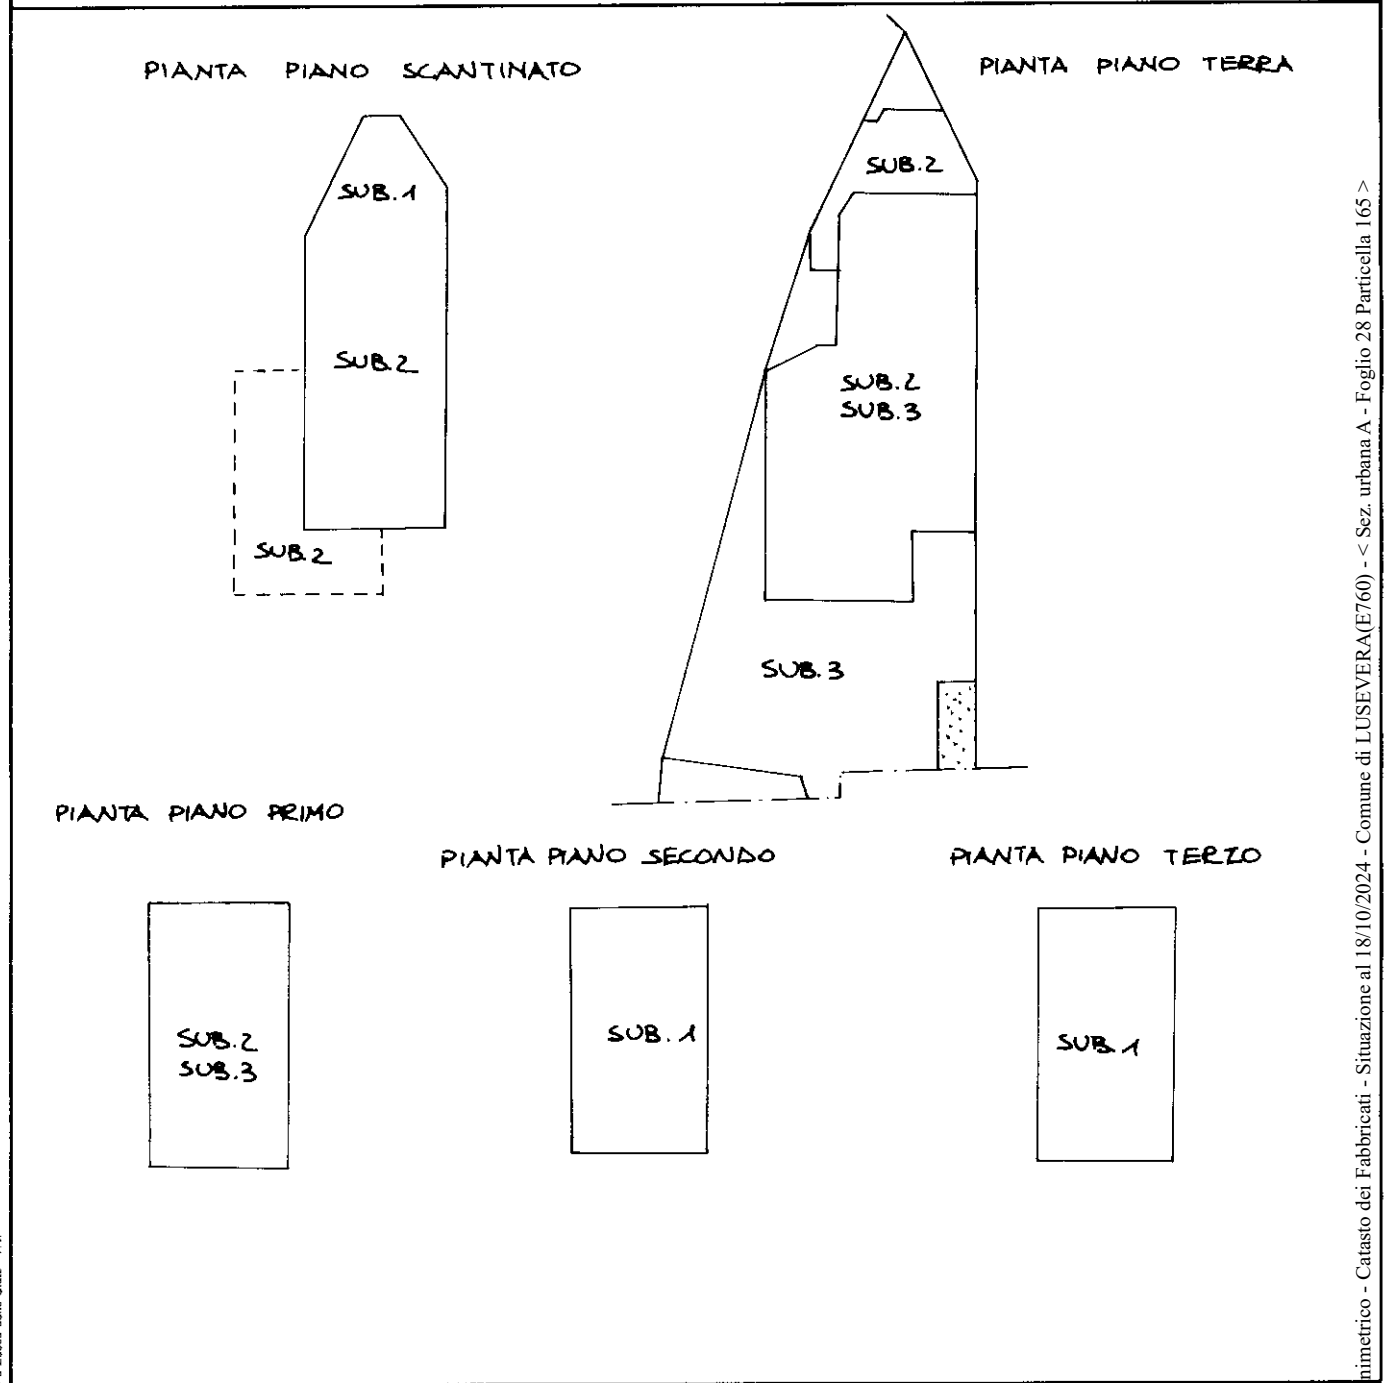 PIANTA PIANO SCANTINATO
PIANTA PIANO TERRA
SUB.1
SUB.2
SUB.2
SUB.2
SUB.2
SUB.3
SUB.3
PIANTA PIANO PRIMO
PIANTA PIANO SECONDO
PIANTA PIANO TERZO
SUB.2
SUB.3
SUB.1
SUB.1
nimetrico - Catasto dei Fabbricati - Situazione al 18/10/2024 - Comune di LUSEVERA(E760) - < Sez. urbana A - Foglio 28 Particella 165 >